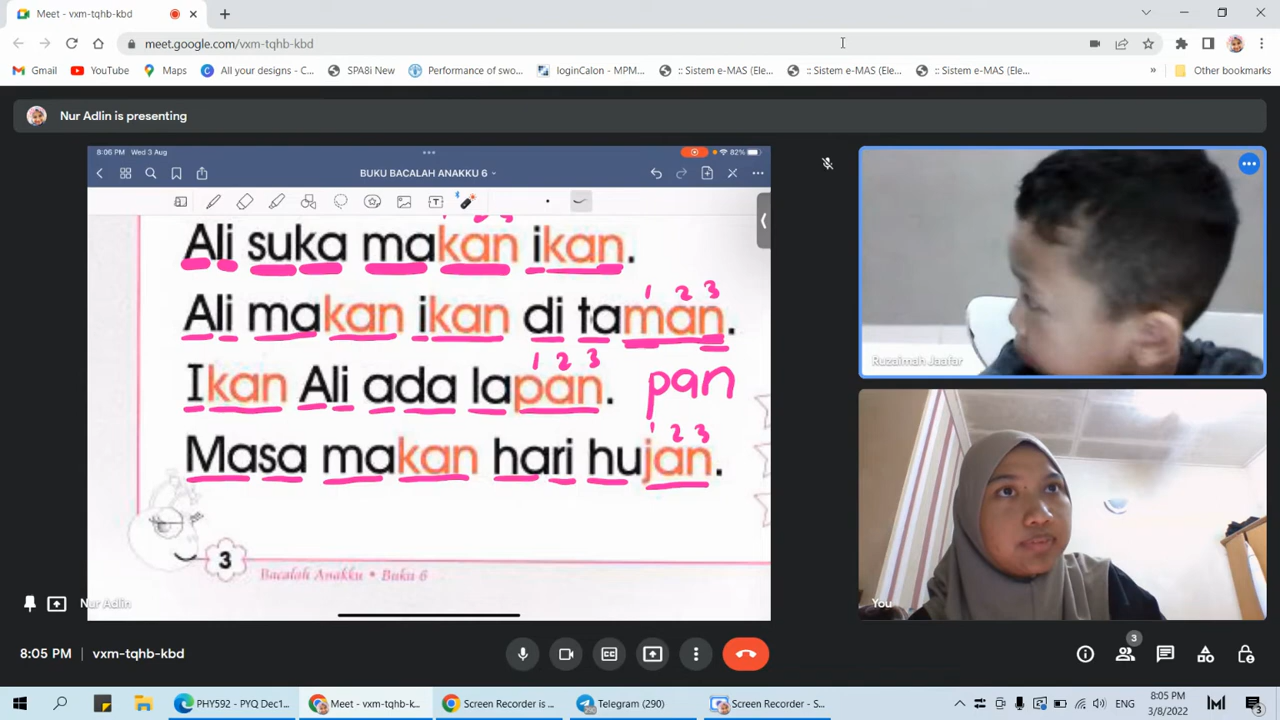 Meet - vxm-tqhb-kbd
meet.google.com/vxm-tqhb-kbd
Gmail YouTube Maps All your designs - C... SPA8i New Performances of swo... loginCalon - MPM... :: Sistem e-MAS (Ele... :: Sistem e-MAS (Ele... :: Sistem e-MAS (Ele... » Other bookmarks
Nur Adlin is presenting
8:06 PM Wed 3 Aug 82%
BUKU BACALAH ANAKKU 6
Ali suka makan ikan.
1 2 3
Ali makan ikan di taman.
1 2 3
Ikan Ali ada lapan. pan
1 2 3
Masa makan hari hujan.
3
Bacalah Anakku • Buku 6
Nur Adlin
Ruzaimah Jaafar
You
8:05 PM vxm-tqhb-kbd
3
PHY592 - PYQ Dec1... Meet - vxm-tqhb-k... Screen Recorder is ... Telegram (290) Screen Recorder - S... ENG 8:05 PM
3/8/2022
3